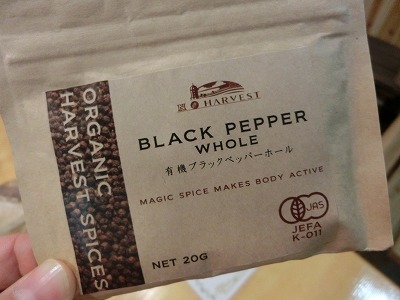 HARVEST
BLACK PEPPER
WHOLE
有機ブラックペッパーホール
MAGIC SPICE MAKES BODY ACTIVE
JAS
JEFA
K-011
NET 20G
ORGANIC
HARVEST SPICES